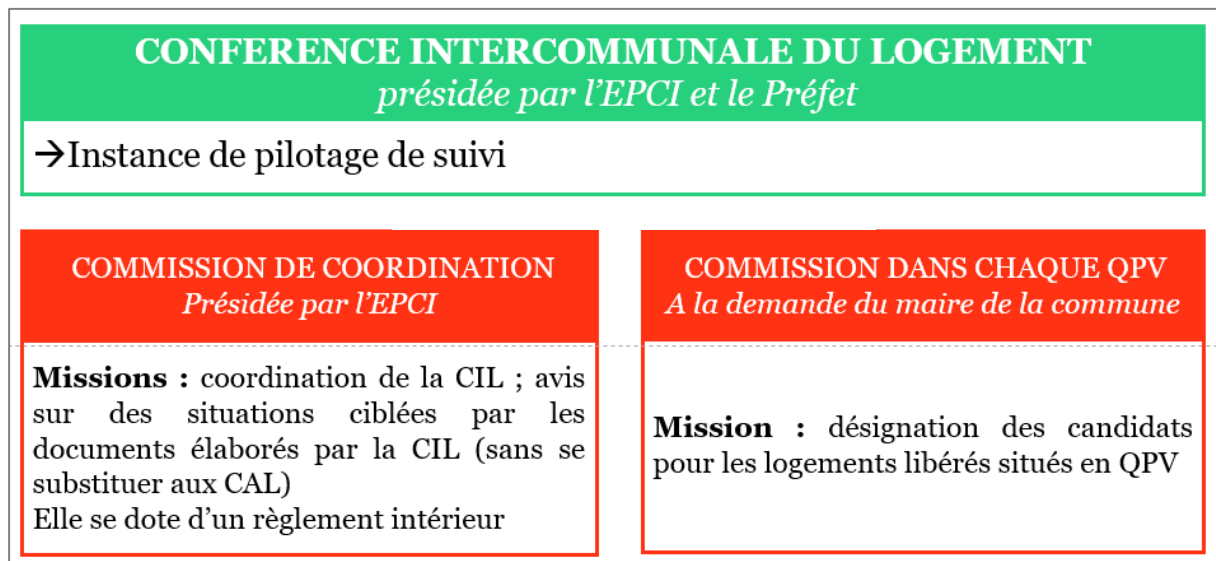 CONFERENCE INTERCOMMUNALE DU LOGEMENT
présidée par l’EPCI et le Préfet
→Instance de pilotage de suivi
COMMISSION DE COORDINATION
Présidée par l’EPCI
Missions : coordination de la CIL ; avis
sur des situations ciblées par les
documents élaborés par la CIL (sans se
substituer aux CAL)
Elle se dote d’un règlement intérieur
COMMISSION DANS CHAQUE QPV
A la demande du maire de la commune
Mission : désignation des candidats
pour les logements libérés situés en QPV